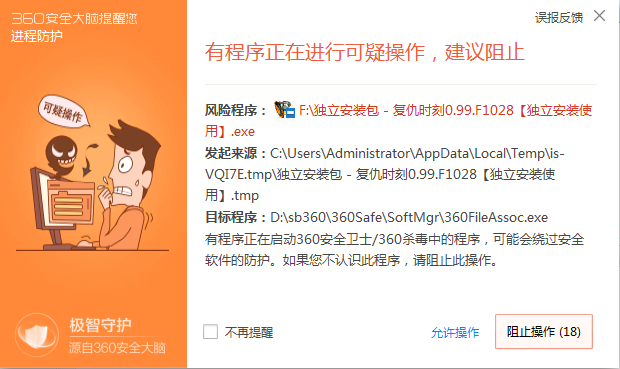 360安全大脑提醒您
进程防护
误报反馈
有程序正在进行可疑操作，建议阻止
可疑操作
风险程序： F:\独立安装包 - 复仇时刻0.99.F1028【独立安装使
用】.exe
发起来源：C:\Users\Administrator\AppData\Local\Temp\is-
VQI7E.tmp\独立安装包 - 复仇时刻0.99.F1028【独立安装使
用】.tmp
目标程序：D:\sb360\360Safe\SoftMgr\360FileAssoc.exe
有程序正在启动360安全卫士/360杀毒中的程序，可能会绕过安全
软件的防护。如果您不认识此程序，请阻止此操作。
极智守护
源自360安全大脑
不再提醒
允许操作
阻止操作 (18)